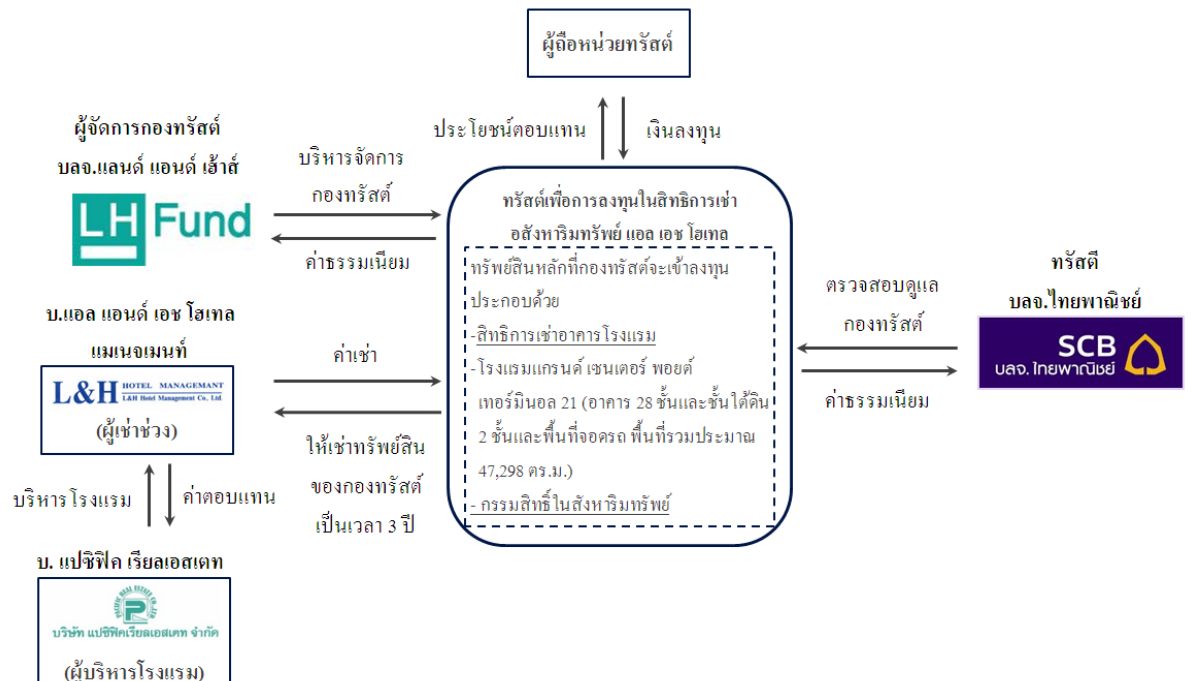 ผู้ถือหน่วยทรัสต์
ประโยชน์ตอบแทน
เงินลงทุน
ผู้จัดการกองทรัสต์
บลจ.แลนด์ แอนด์ เฮ้าส์
LH Fund
บริหารจัดการ
กองทรัสต์
ค่าธรรมเนียม
ทรัสต์เพื่อการลงทุนในสิทธิการเช่า
อสังหาริมทรัพย์ แอล เอช โฮเทล
ทรัพย์สินหลักที่กองทรัสต์จะเข้าลงทุน
ประกอบด้วย
-สิทธิการเช่าอาคารโรงแรม
-โรงแรมแกรนด์ เซนเตอร์ พอยต์
เทอร์มินอล 21 (อาคาร 28 ชั้นและชั้นใต้ดิน
2 ชั้นและพื้นที่จอดรถ พื้นที่รวมประมาณ
47,298 ตร.ม.)
- กรรมสิทธิ์ในสังหาริมทรัพย์
ทรัสตี
บลจ.ไทยพาณิชย์
SCB
บลจ. ไทยพาณิชย์
ตรวจสอบดูแล
กองทรัสต์
ค่าธรรมเนียม
บ.แอล แอนด์ เอช โฮเทล
แมเนจเมนท์
L&H HOTEL MANAGEMANT
L&H Hotel Management Co., Ltd.
(ผู้เช่าช่วง)
ค่าเช่า
ให้เช่าทรัพย์สิน
ของกองทรัสต์
เป็นเวลา 3 ปี
บริหารโรงแรม
ค่าตอบแทน
บ. แปซิฟิค เรียลเอสเตท
PACIFIC REAL ESTATE CO.,LTD
บริษัท แปซิฟิคเรียลเอสเตท จำกัด
(ผู้บริหารโรงแรม)